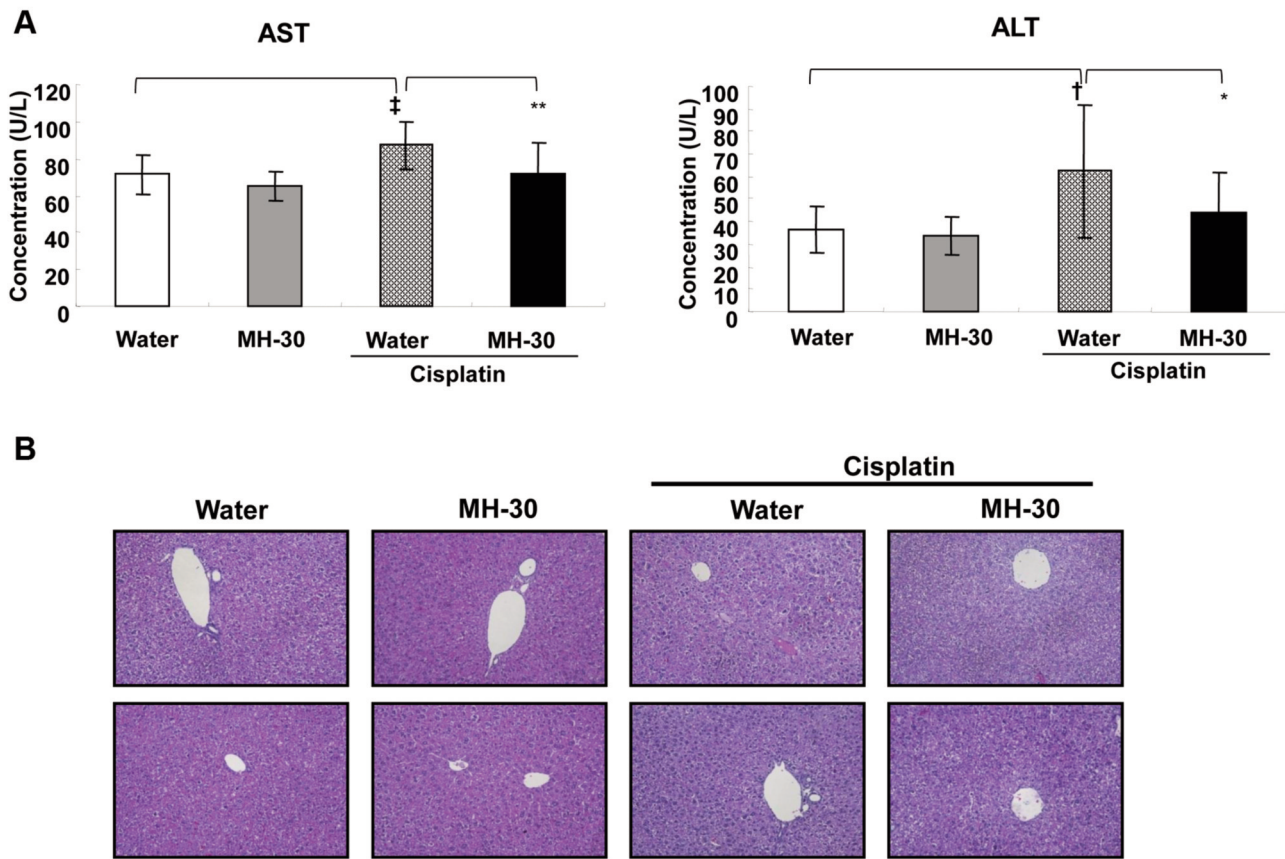 A
AST
Concentration (U/L)
120
100
80
60
40
20
0
‡
**
Water
MH-30
Water
MH-30
Cisplatin
ALT
Concentration (U/L)
100
90
80
70
60
50
40
30
20
10
0
†
*
Water
MH-30
Water
MH-30
Cisplatin
B
Cisplatin
Water
MH-30
Water
MH-30